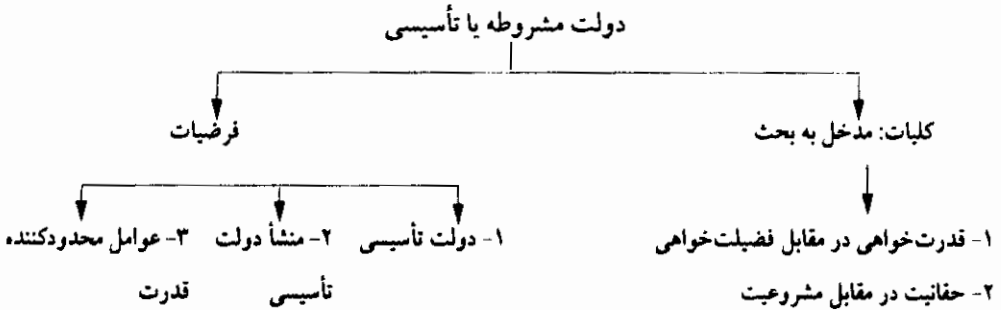 دولت مشروطه یا تأسیسی
کلیات: مدخل به بحث
فرضیات
۱- قدرت‌خواهی در مقابل فضیلت‌خواهی
۲- حقانیت در مقابل مشروعیت
۱- دولت تأسیسی
۲- منشأ دولت
تأسیسی
۳- عوامل محدودکننده
قدرت